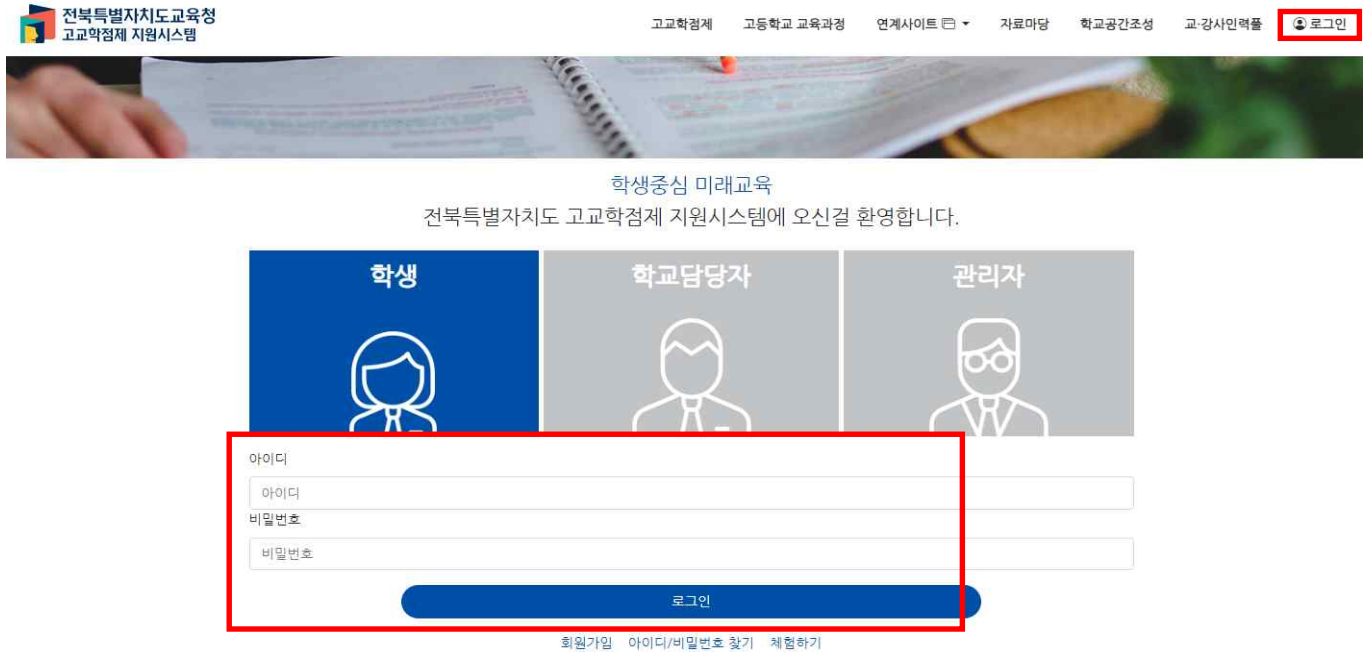 전북특별자치도교육청
고교학점제 지원시스템
고교학점제 고등학교 교육과정 연계사이트 자료마당 학교공간조성 교·강사인력풀 로그인
학생중심 미래교육
전북특별자치도 고교학점제 지원시스템에 오신걸 환영합니다.
학생 학교담당자 관리자
아이디
아이디
비밀번호
비밀번호
로그인
회원가입 아이디/비밀번호 찾기 체험하기